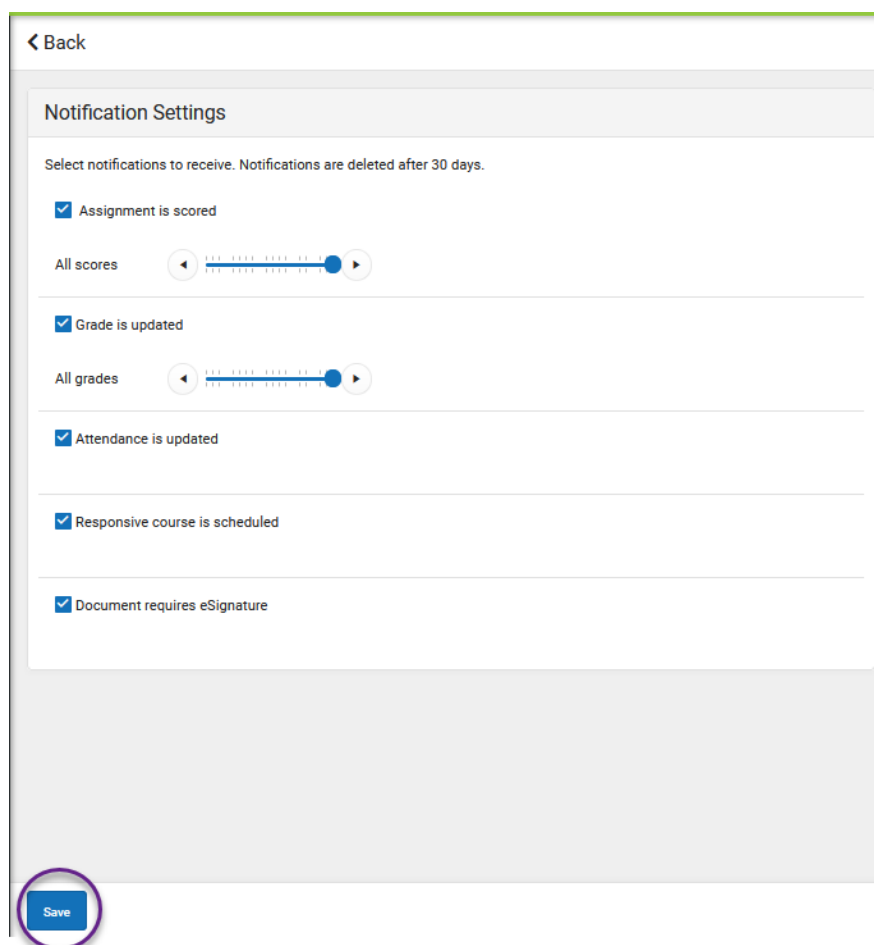 Back
Notification Settings
Select notifications to receive. Notifications are deleted after 30 days.
Assignment is scored
All scores
Grade is updated
All grades
Attendance is updated
Responsive course is scheduled
Document requires eSignature
Save